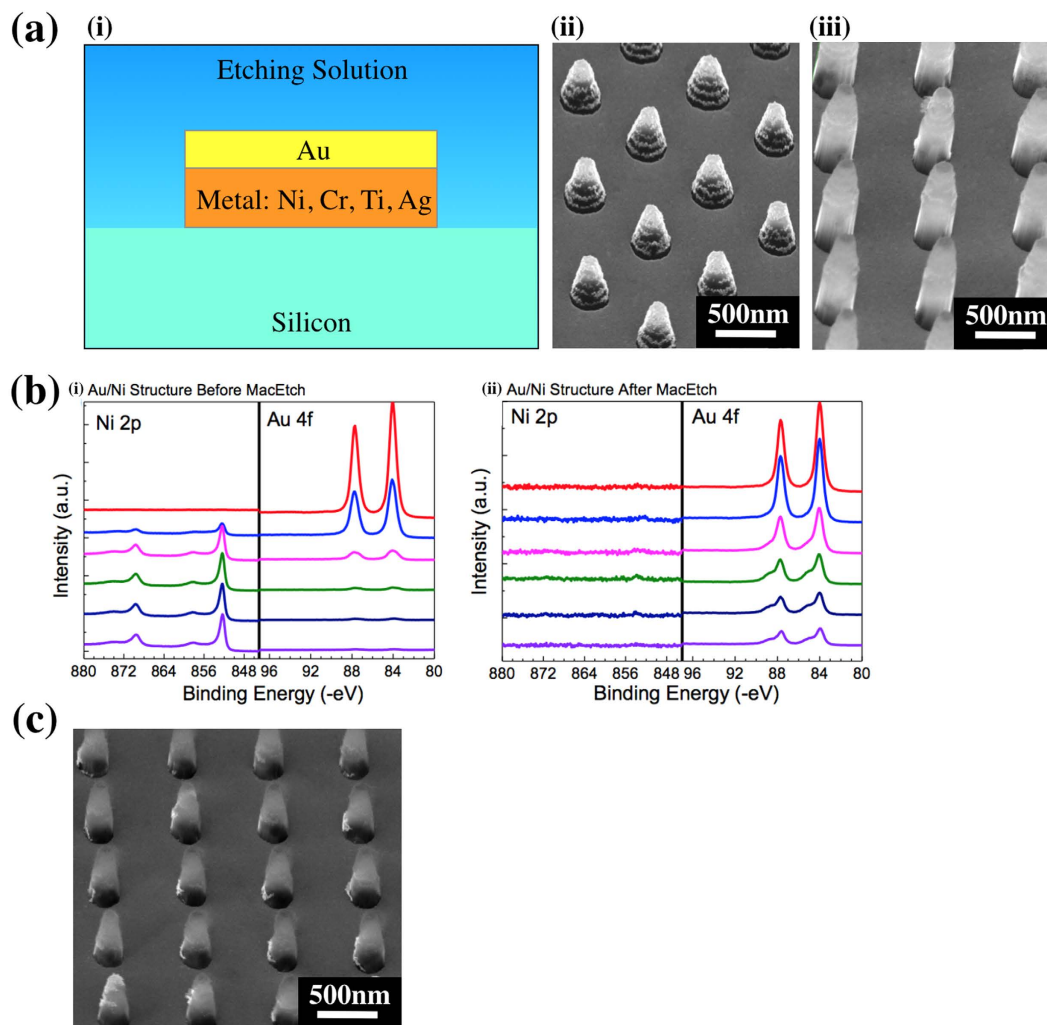 (a)
(i)
(ii)
(iii)
Etching Solution
Au
Metal: Ni, Cr, Ti, Ag
Silicon
500nm
500nm
(b)
(i) Au/Ni Structure Before MacEtch
Ni 2p
Au 4f
Intensity (a.u.)
880 872 864 856 848 96 92 88 84 80
Binding Energy (-eV)
(ii) Au/Ni Structure After MacEtch
Ni 2p
Au 4f
Intensity (a.u.)
880 872 864 856 848 96 92 88 84 80
Binding Energy (-eV)
(c)
500nm